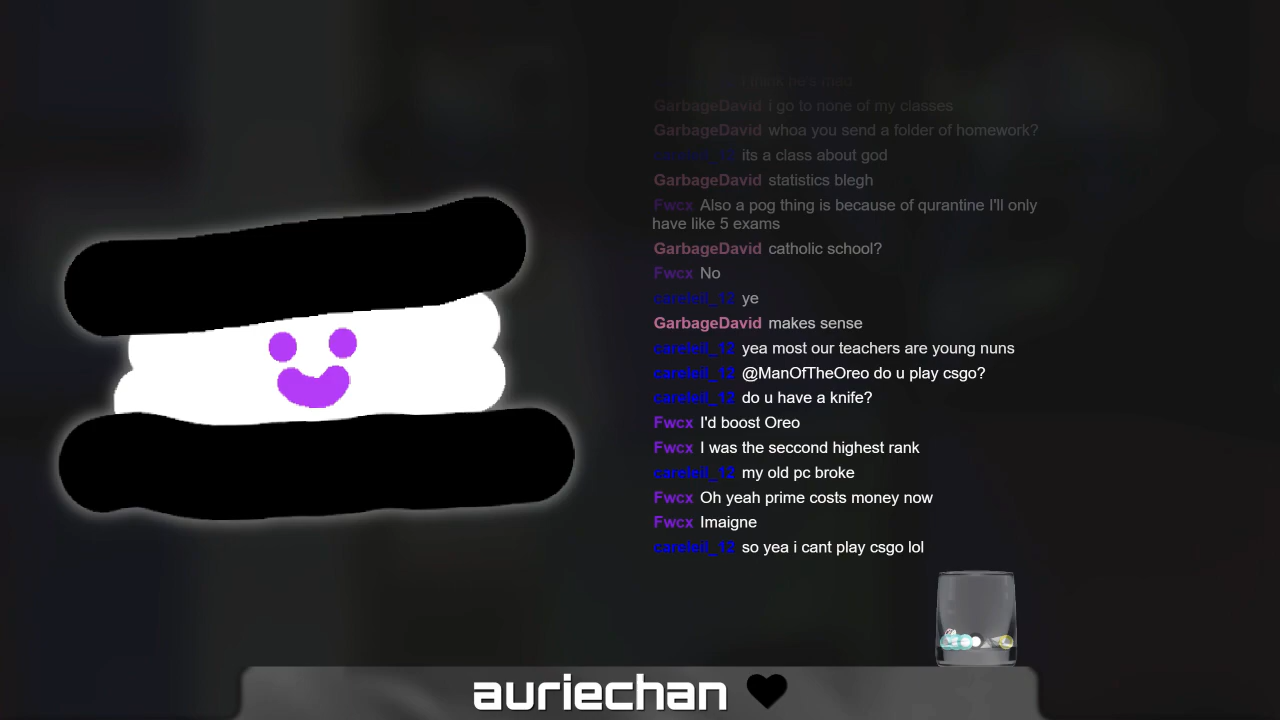 i think he's mad
GarbageDavid i go to none of my classes
GarbageDavid whoa you send a folder of homework?
careleil_12 its a class about god
GarbageDavid statistics blegh
Fwcx Also a pog thing is because of qurantine I'll only
have like 5 exams
GarbageDavid catholic school?
Fwcx No
careleil_12 ye
GarbageDavid makes sense
careleil_12 yea most our teachers are young nuns
careleil_12 @ManOfTheOreo do u play csgo?
careleil_12 do u have a knife?
Fwcx I'd boost Oreo
Fwcx I was the seccond highest rank
careleil_12 my old pc broke
Fwcx Oh yeah prime costs money now
Fwcx Imaigne
careleil_12 so yea i cant play csgo lol
auriechan